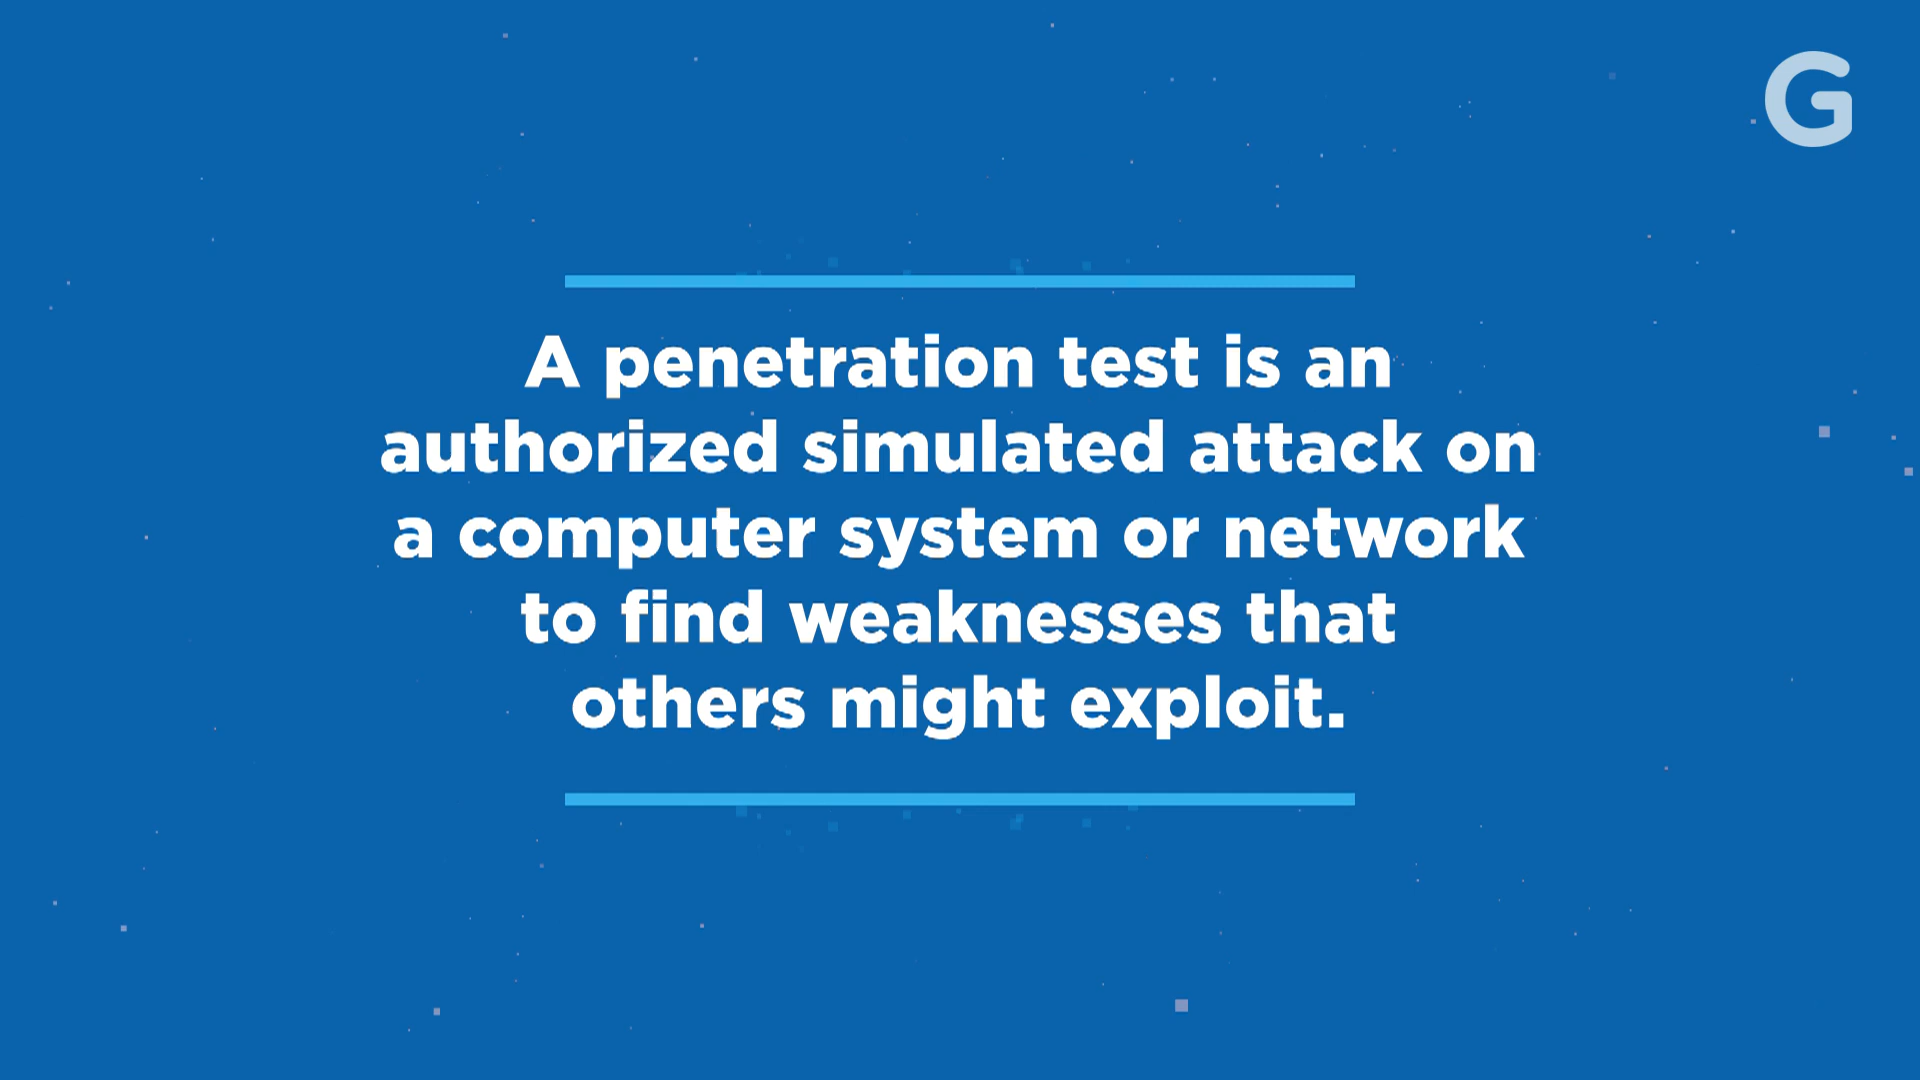 G
A penetration test is an
authorized simulated attack on
a computer system or network
to find weaknesses that
others might exploit.